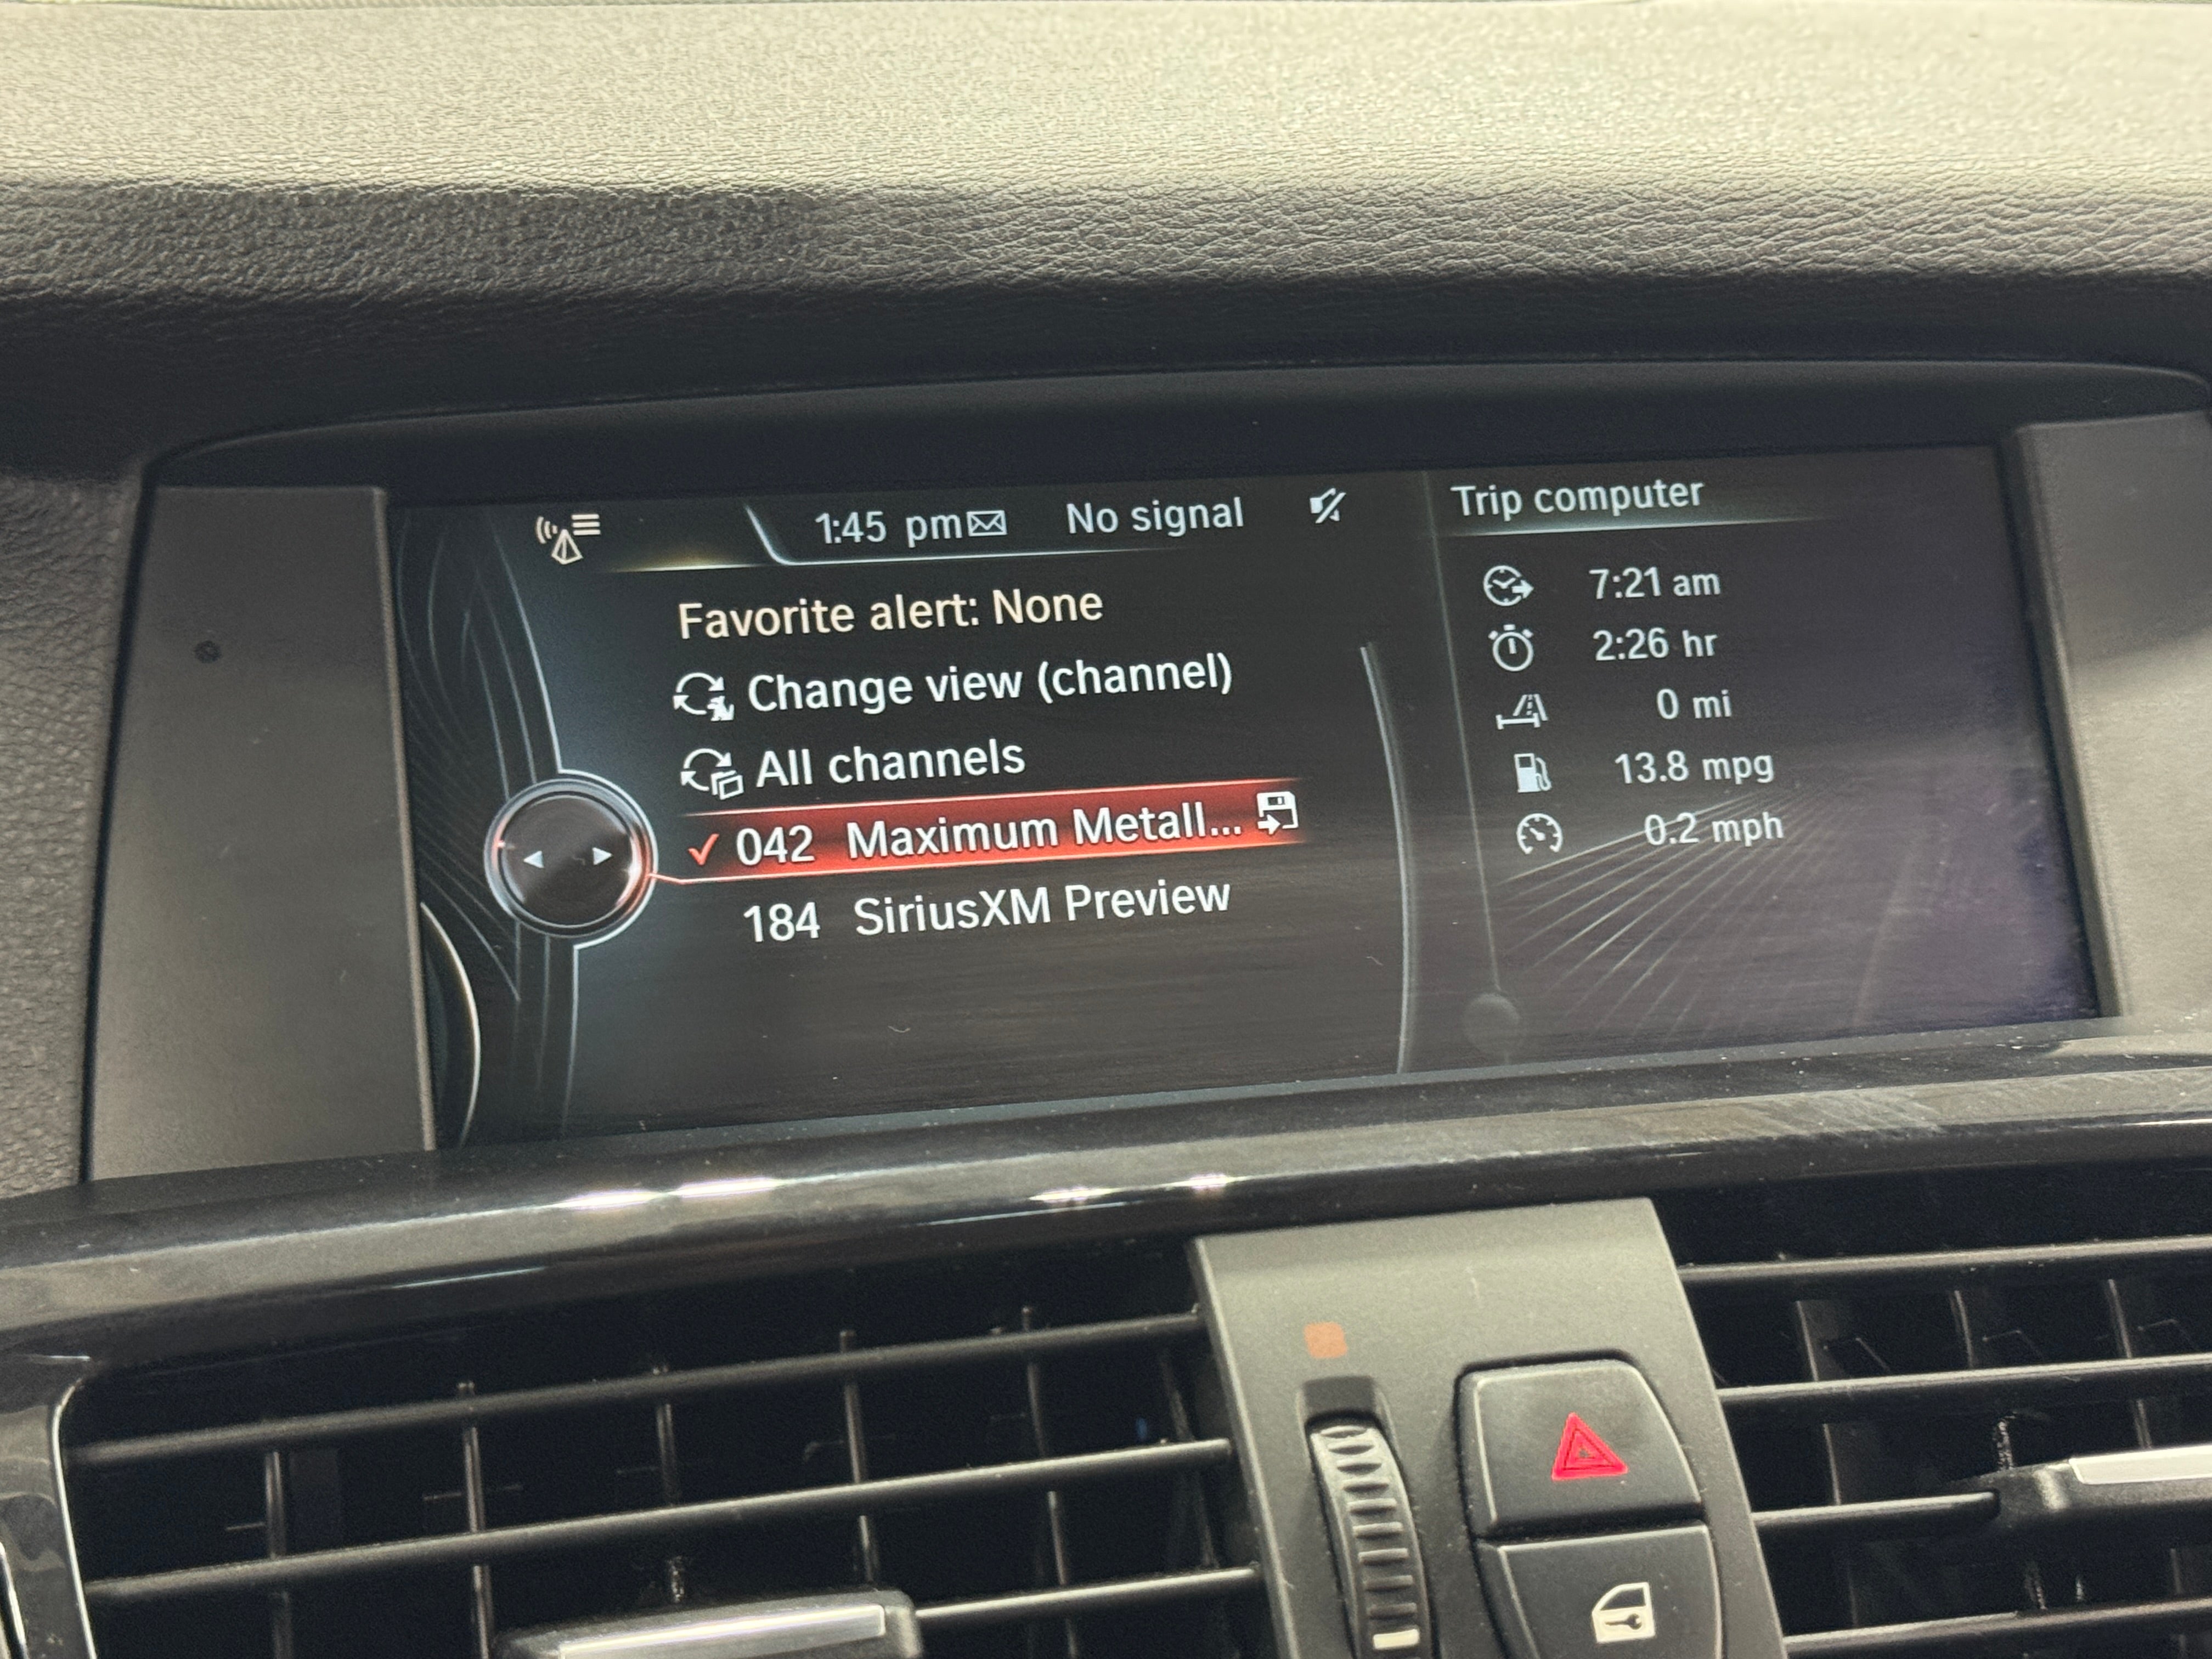 1:45 pm No signal
Favorite alert: None
Change view (channel)
All channels
042 Maximum Metall...
184 SiriusXM Preview
Trip computer
7:21 am
2:26 hr
0 mi
13.8 mpg
0.2 mph